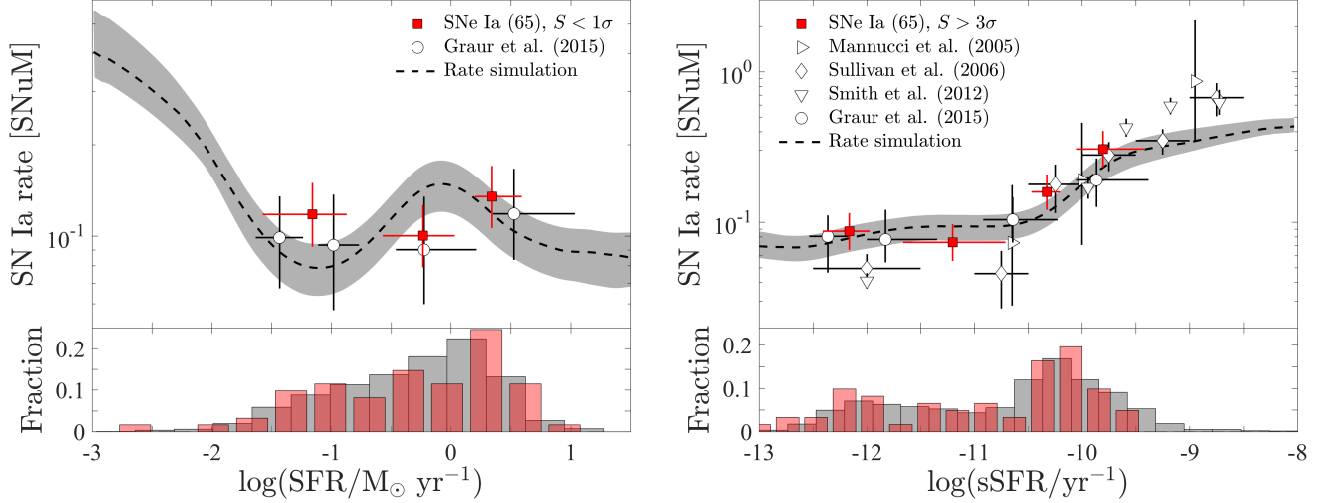 SNe Ia (65), S < 1σ
Graur et al. (2015)
Rate simulation
SN Ia rate [SNuM]
10⁻¹
Fraction
0.2
0.1
0
-3 -2 -1 0 1
log(SFR/M⊙ yr⁻¹)
SNe Ia (65), S > 3σ
Mannucci et al. (2005)
Sullivan et al. (2006)
Smith et al. (2012)
Graur et al. (2015)
Rate simulation
SN Ia rate [SNuM]
10⁰
10⁻¹
Fraction
0.2
0.1
0
-13 -12 -11 -10 -9 -8
log(sSFR/yr⁻¹)